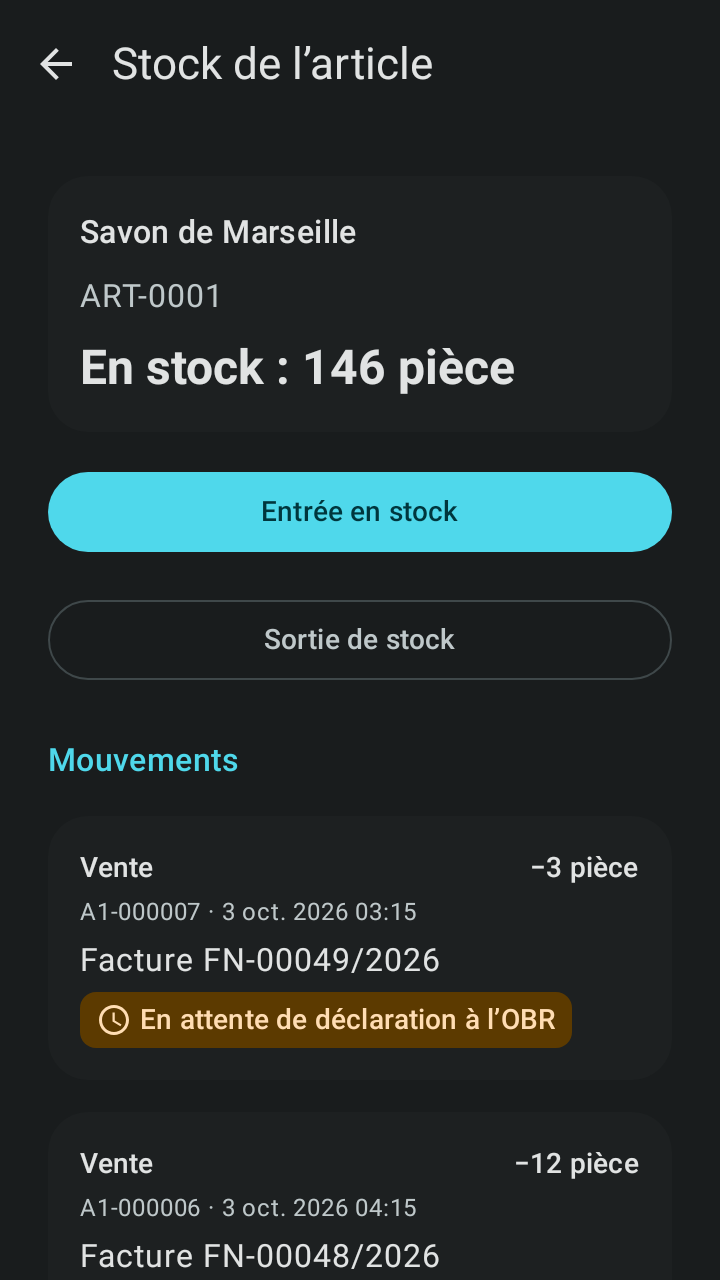 Stock de l’article
Savon de Marseille
ART-0001
En stock : 146 pièce
Entrée en stock
Sortie de stock
Mouvements
Vente
−3 pièce
A1-000007 · 3 oct. 2026 03:15
Facture FN-00049/2026
En attente de déclaration à l’OBR
Vente
−12 pièce
A1-000006 · 3 oct. 2026 04:15
Facture FN-00048/2026